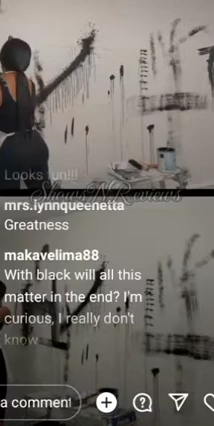 Looks fun!!!
ShowsNReviews
mrs.lynnqueenetta
Greatness
makavelima88
With black will all this
matter in the end? I'm
curious, I really don't
know
a comment